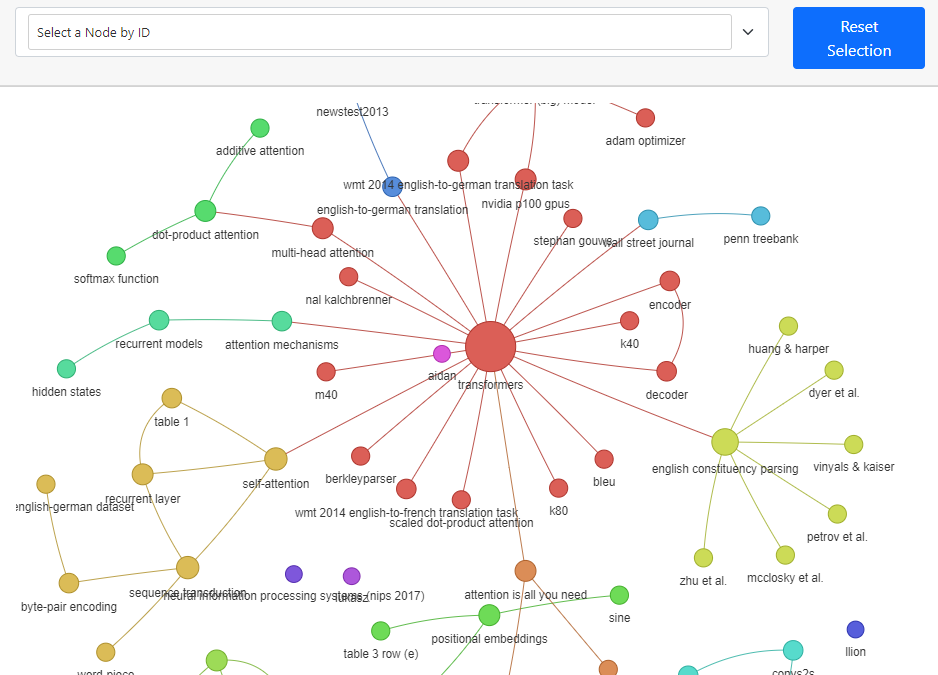 Select a Node by ID
Reset
Selection
transformer (big) model
newstest2013
adam optimizer
additive attention
wmt 2014 english-to-german translation task
nvidia p100 gpus
english-to-german translation
dot-product attention
stephan gouws
wall street journal
penn treebank
multi-head attention
softmax function
nal kalchbrenner
encoder
recurrent models
attention mechanisms
k40
huang & harper
aidan
transformers
hidden states
m40
decoder
dyer et al.
table 1
berkleyparser
self-attention
bleu
english constituency parsing
vinyals & kaiser
recurrent layer
english-german dataset
wmt 2014 english-to-french translation task
k80
scaled dot-product attention
petrov et al.
zhu et al.
mcclosky et al.
byte-pair encoding
sequence transduction
neural information processing systems (nips 2017)
łukasz
attention is all you need
sine
positional embeddings
table 3 row (e)
llion
word-piece
convs2s